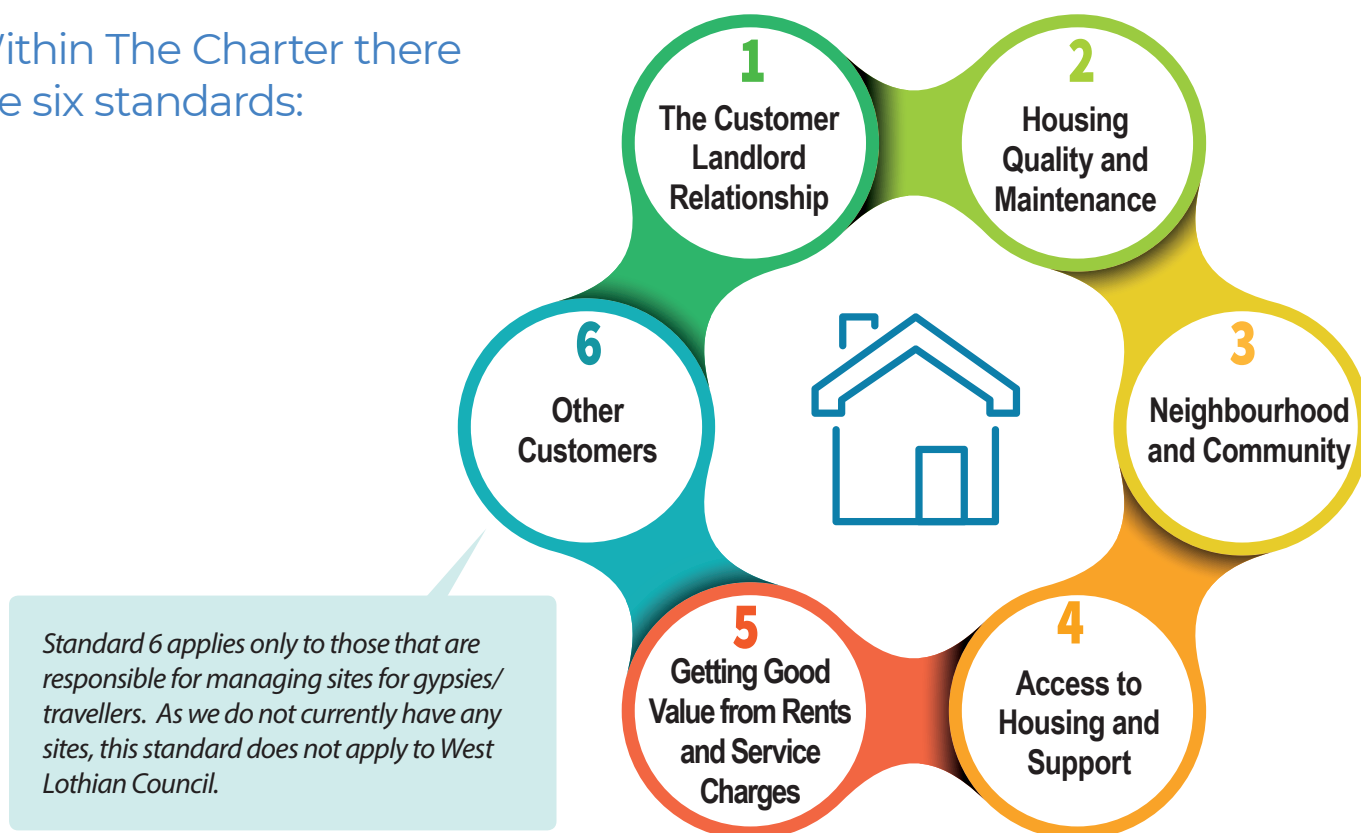 Within The Charter there
e six standards:
1
The Customer
Landlord
Relationship
2
Housing
Quality and
Maintenance
3
Neighbourhood
and Community
4
Access to
Housing and
Support
5
Getting Good
Value from Rents
and Service
Charges
6
Other
Customers
Standard 6 applies only to those that are
responsible for managing sites for gypsies/
travellers. As we do not currently have any
sites, this standard does not apply to West
Lothian Council.